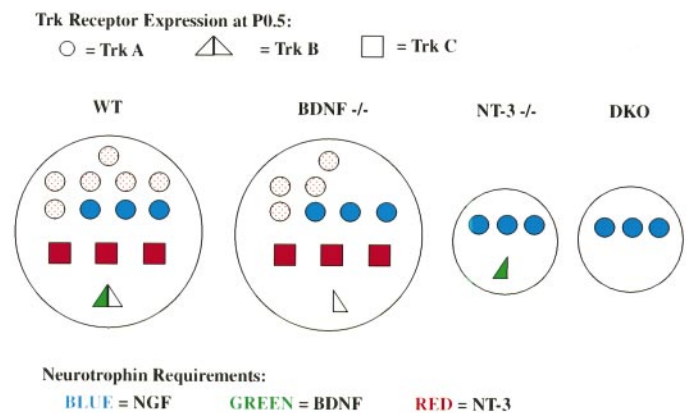 Trk Receptor Expression at P0.5:
= Trk A = Trk B = Trk C
WT BDNF -/- NT-3 -/- DKO
Neurotrophin Requirements:
BLUE = NGF GREEN = BDNF RED = NT-3